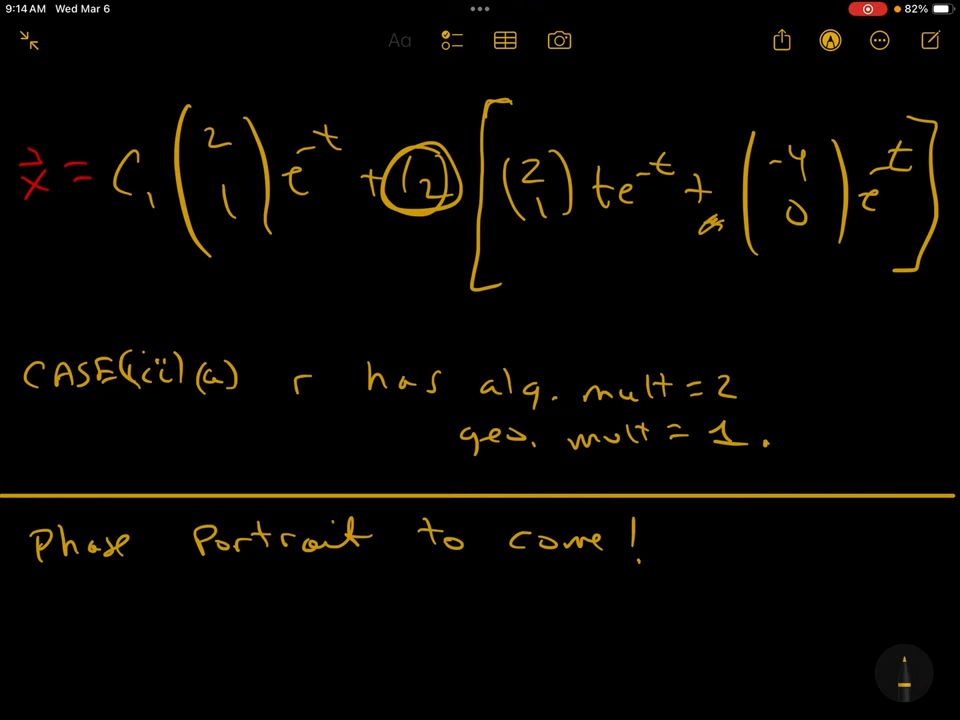 9:14 AM Wed Mar 6 82%
Aa
x⃗ = C₁ (2 1) e^-t + C₂ [ (2 1) te^-t + (-4 0) e^-t ]
CASE(iii)(a) r has alg. mult = 2
geo. mult = 1.
Phase Portrait to come!